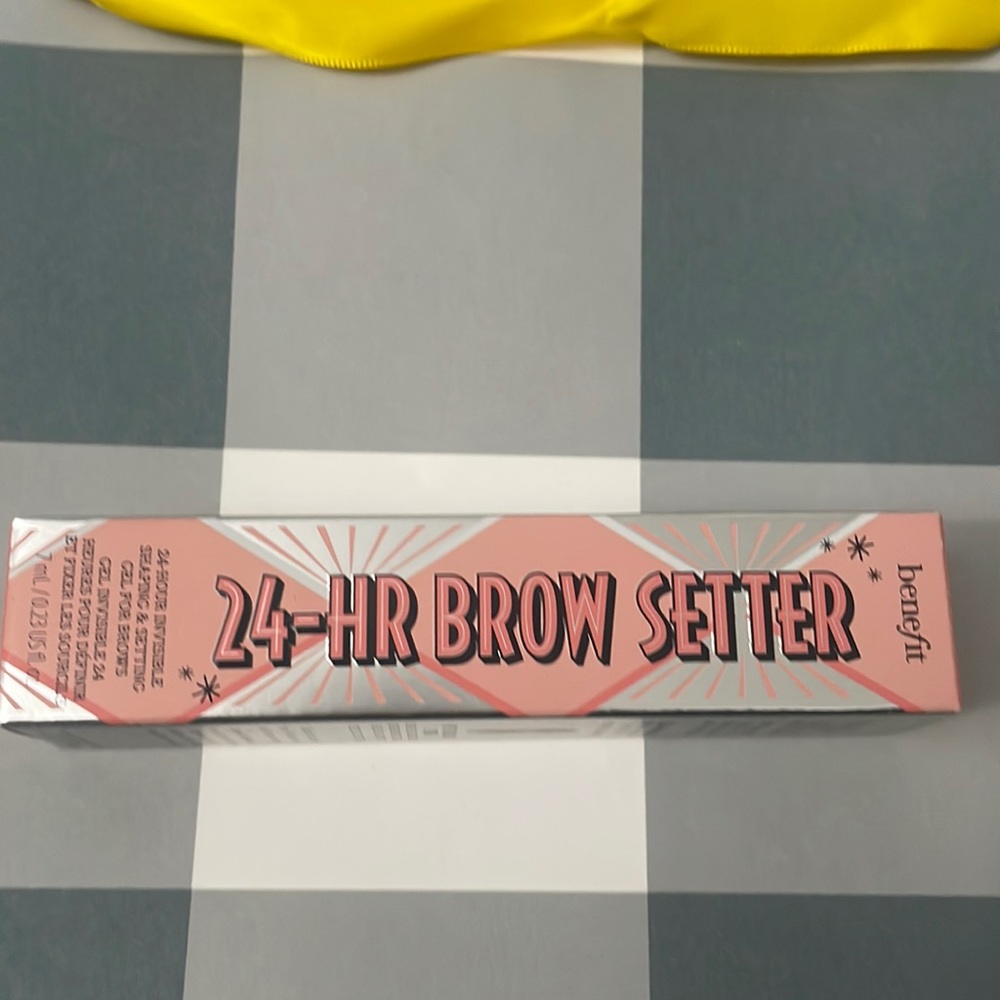 benefit
24-HR BROW SETTER
24-HOUR INVISIBLE
SHAPING & SETTING
GEL FOR BROWS
GEL INVISIBLE 24
HEURES POUR DÉFINIR
ET FIXER LES SOURCILS
7 mL / 0.23 US fl. oz.